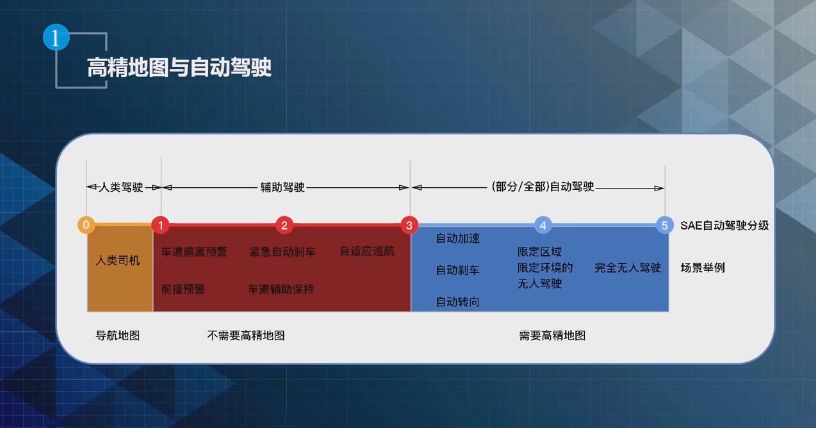 1
高精地图与自动驾驶
人类驾驶
辅助驾驶
(部分/全部)自动驾驶
0
1
2
3
4
5
SAE自动驾驶分级
人类司机
车道偏离预警
紧急自动刹车
自适应巡航
前撞预警
车道辅助保持
自动加速
自动刹车
自动转向
限定区域
限定环境的
无人驾驶
完全无人驾驶
场景举例
导航地图
不需要高精地图
需要高精地图